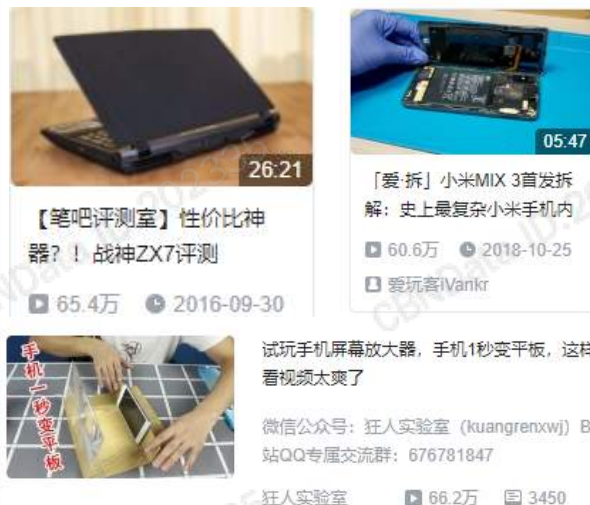 26:21
【笔吧评测室】性价比神
器？！战神ZX7评测
65.4万 2016-09-30
05:47
「爱·拆」小米MIX 3首发拆
解：史上最复杂小米手机内
60.6万 2018-10-25
爱玩客iVankr
手机一秒变平板
试玩手机屏幕放大器，手机1秒变平板，这样
看视频太爽了
微信公众号：狂人实验室（kuangrenxwj）B
站QQ专属交流群：676781847
狂人实验室 66.2万 3450